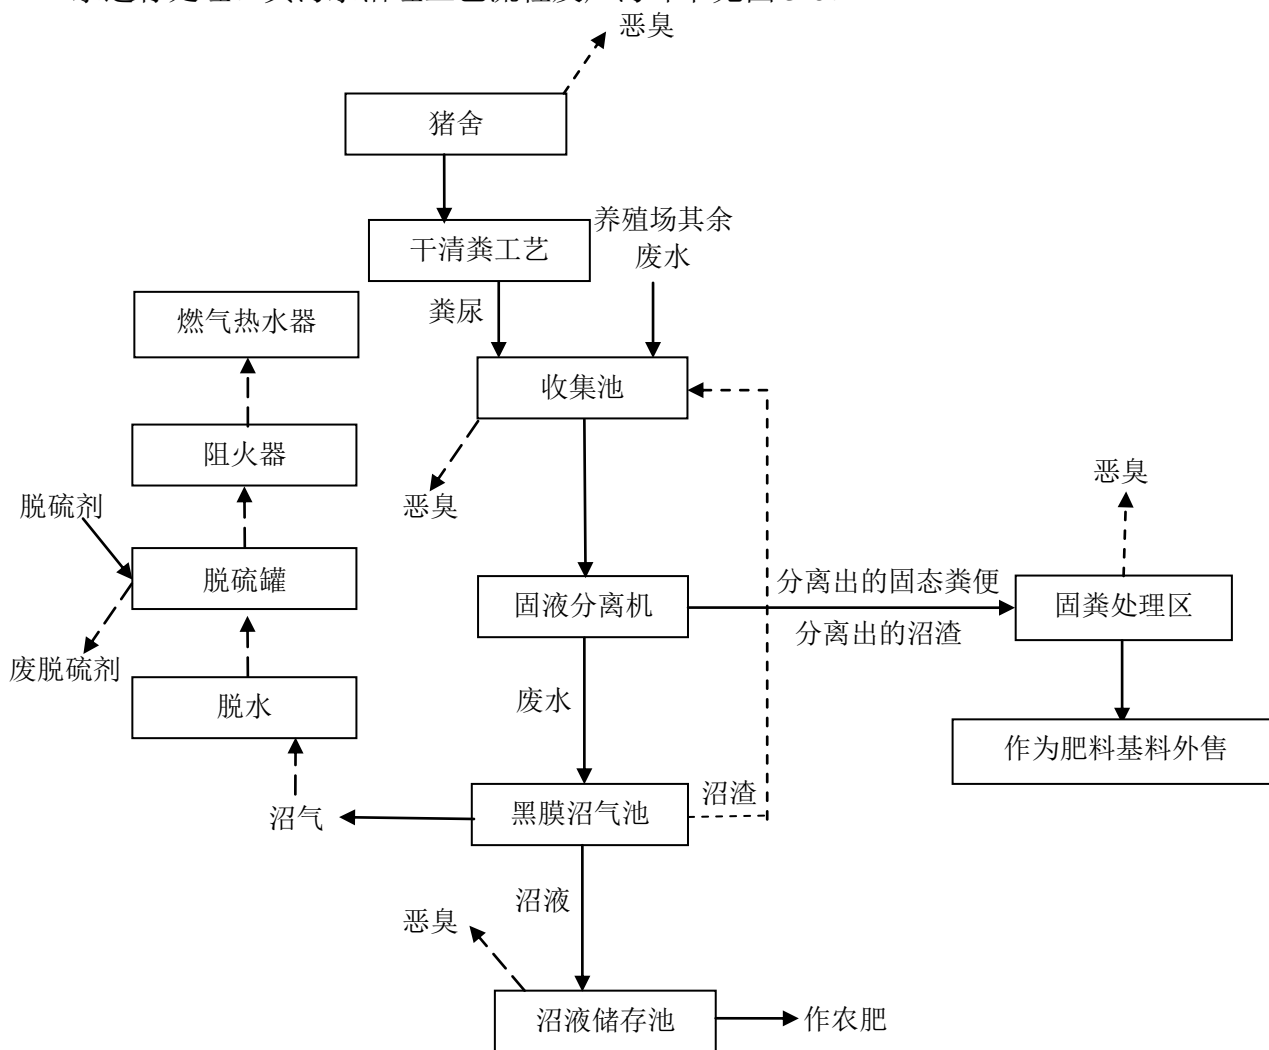 恶臭
猪舍
养殖场其余
废水
干清粪工艺
粪尿
燃气热水器
收集池
阻火器
恶臭
恶臭
脱硫剂
脱硫罐
固液分离机
分离出的固态粪便
分离出的沼渣
固粪处理区
废脱硫剂
脱水
废水
作为肥料基料外售
沼气
黑膜沼气池
沼渣
沼液
恶臭
沼液储存池
作农肥